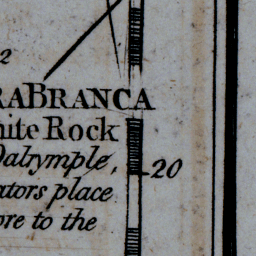 2
RABRANCA
hite Rock
Dalrymple, 20
ators place
ore to the